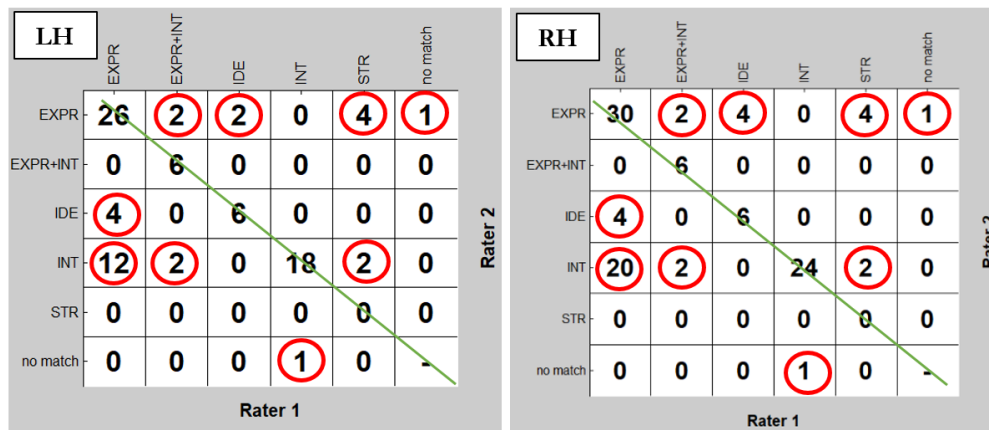 LH
EXPR EXPR+INT IDE INT STR no match
EXPR 26 2 2 0 4 1
EXPR+INT 0 6 0 0 0 0
IDE 4 0 6 0 0 0
INT 12 2 0 18 2 0
STR 0 0 0 0 0 0
no match 0 0 0 1 0 -
Rater 1
Rater 2
RH
EXPR EXPR+INT IDE INT STR no match
EXPR 30 2 4 0 4 1
EXPR+INT 0 6 0 0 0 0
IDE 4 0 6 0 0 0
INT 20 2 0 24 2 0
STR 0 0 0 0 0 0
no match 0 0 0 1 0 -
Rater 1
Rater 2